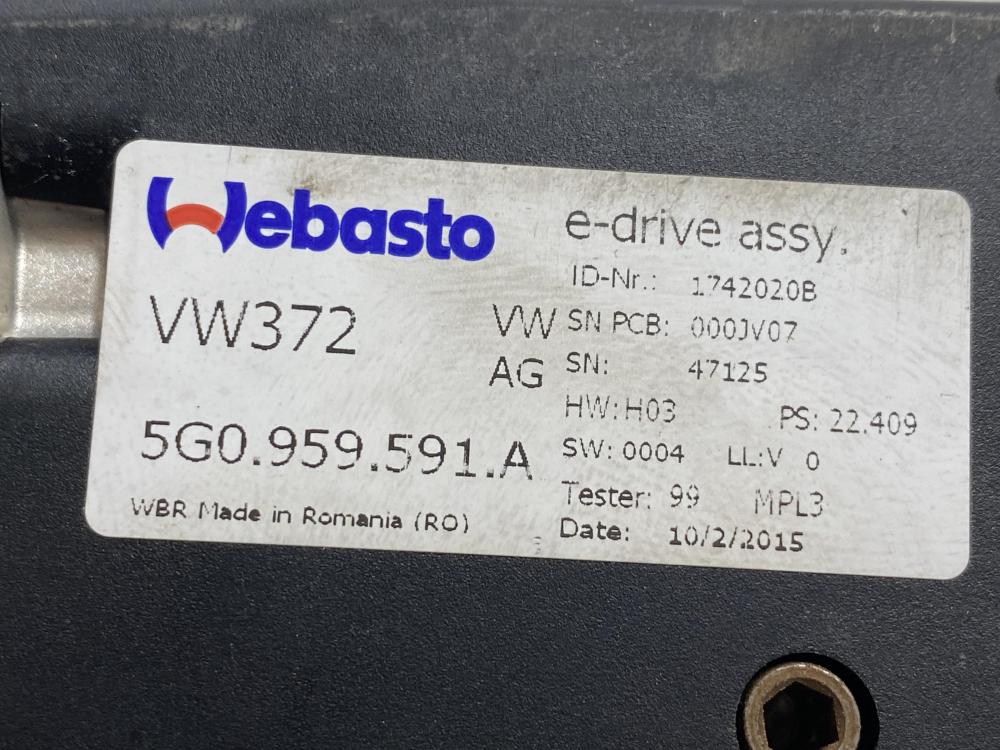 Webasto
e-drive assy.
ID-Nr.: 1742020B
VW372
VW
AG
SN PCB: 000JV07
SN: 47125
HW: H03 PS: 22.409
5G0.959.591.A
SW: 0004 LL:V 0
Tester: 99 MPL3
WBR Made in Romania (RO)
Date: 10/2/2015